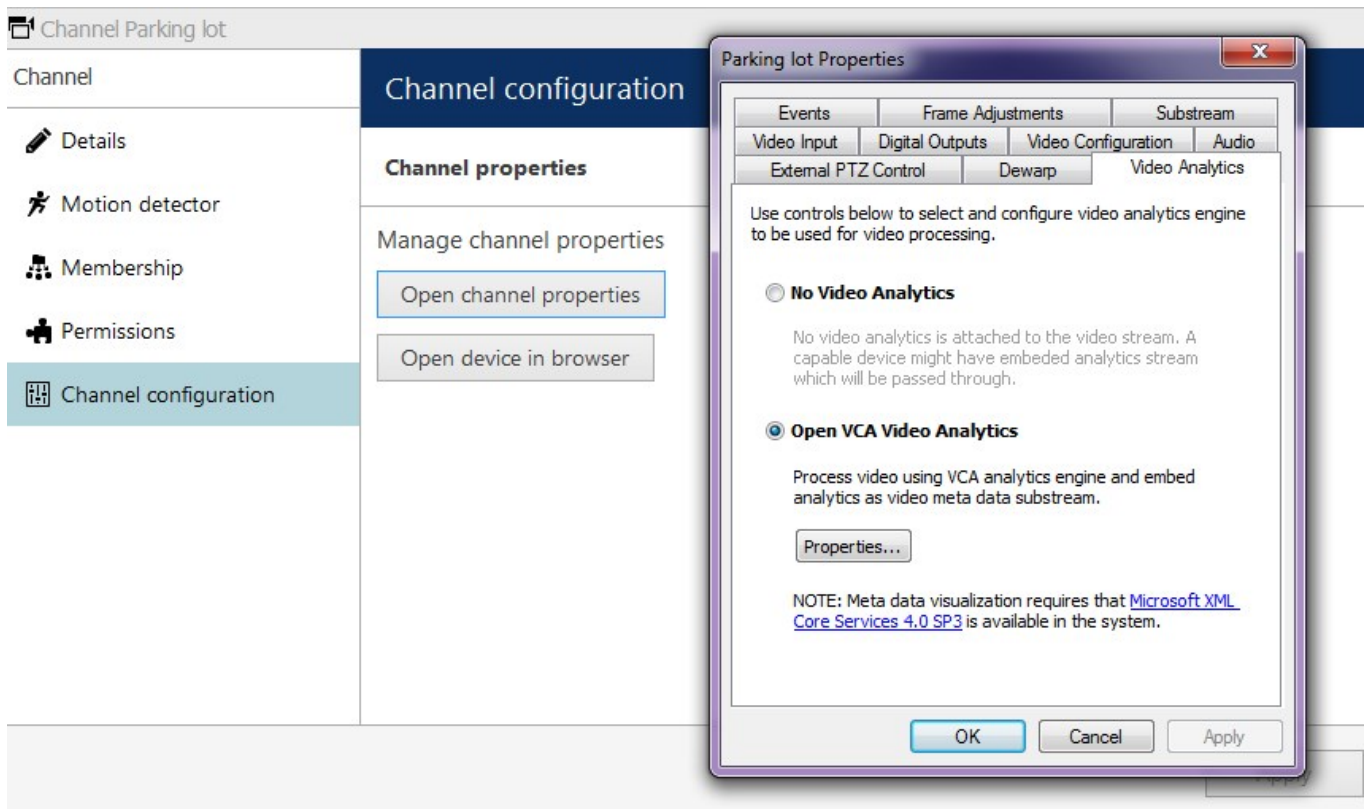 Channel Parking lot
Channel
Details
Motion detector
Membership
Permissions
Channel configuration
Channel configuration
Channel properties
Manage channel properties
Open channel properties
Open device in browser
Parking lot Properties
Events
Frame Adjustments
Substream
Video Input
Digital Outputs
Video Configuration
Audio
External PTZ Control
Dewarp
Video Analytics
Use controls below to select and configure video analytics engine
to be used for video processing.
No Video Analytics
No video analytics is attached to the video stream. A
capable device might have embeded analytics stream
which will be passed through.
Open VCA Video Analytics
Process video using VCA analytics engine and embed
analytics as video meta data substream.
Properties...
NOTE: Meta data visualization requires that Microsoft XML
Core Services 4.0 SP3 is available in the system.
OK
Cancel
Apply
Apply